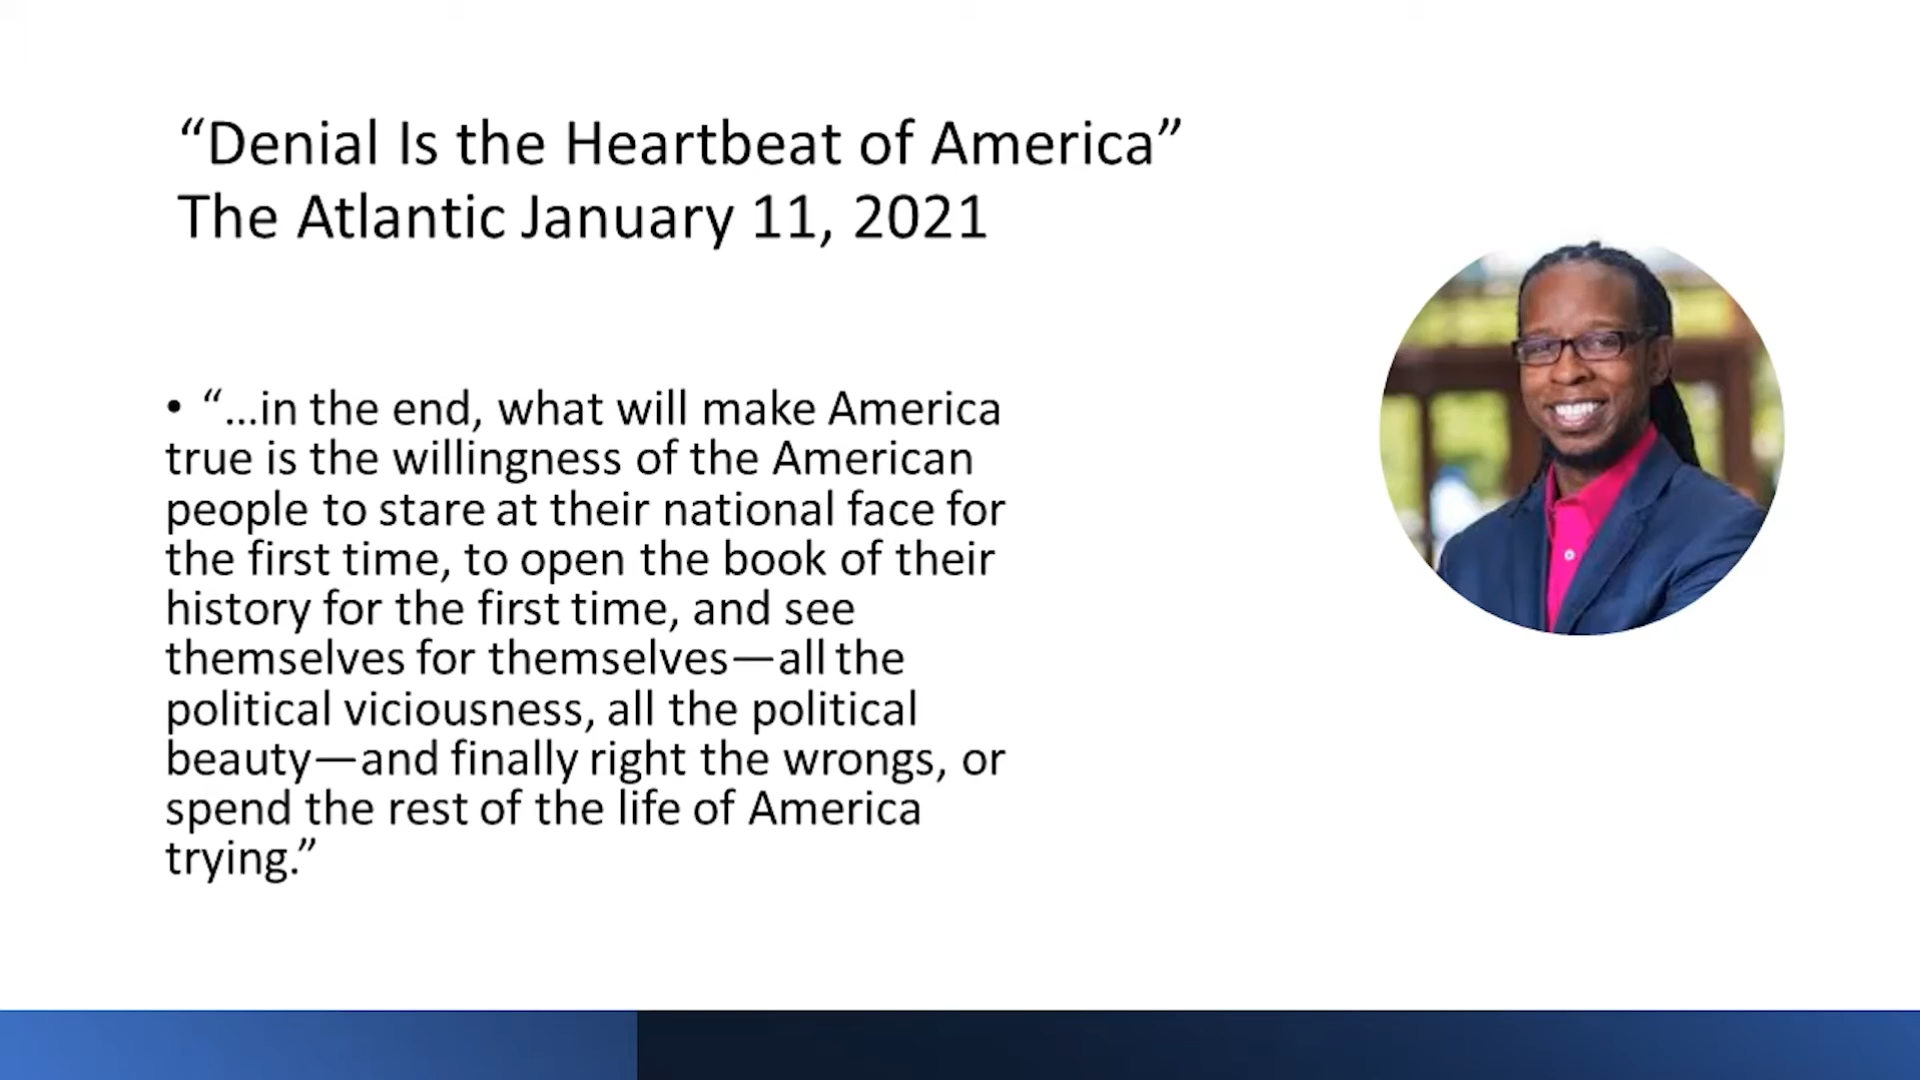 “Denial Is the Heartbeat of America”
The Atlantic January 11, 2021
• “…in the end, what will make America
true is the willingness of the American
people to stare at their national face for
the first time, to open the book of their
history for the first time, and see
themselves for themselves—all the
political viciousness, all the political
beauty—and finally right the wrongs, or
spend the rest of the life of America
trying.”